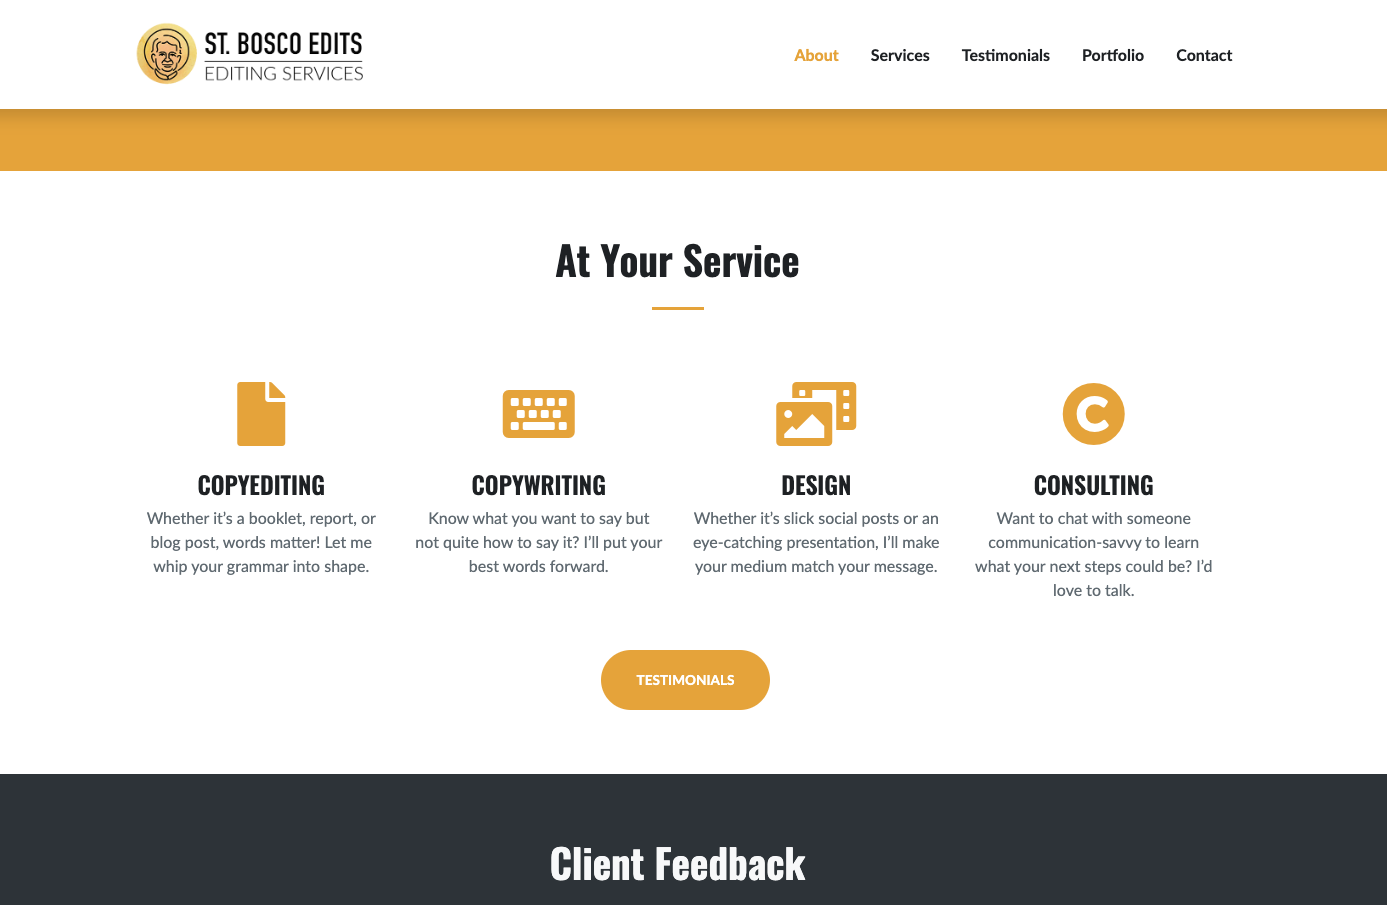 ST. BOSCO EDITS
EDITING SERVICES
About Services Testimonials Portfolio Contact
At Your Service
COPYEDITING
Whether it’s a booklet, report, or
blog post, words matter! Let me
whip your grammar into shape.
COPYWRITING
Know what you want to say but
not quite how to say it? I’ll put your
best words forward.
DESIGN
Whether it’s slick social posts or an
eye-catching presentation, I’ll make
your medium match your message.
CONSULTING
Want to chat with someone
communication-savvy to learn
what your next steps could be? I’d
love to talk.
TESTIMONIALS
Client Feedback